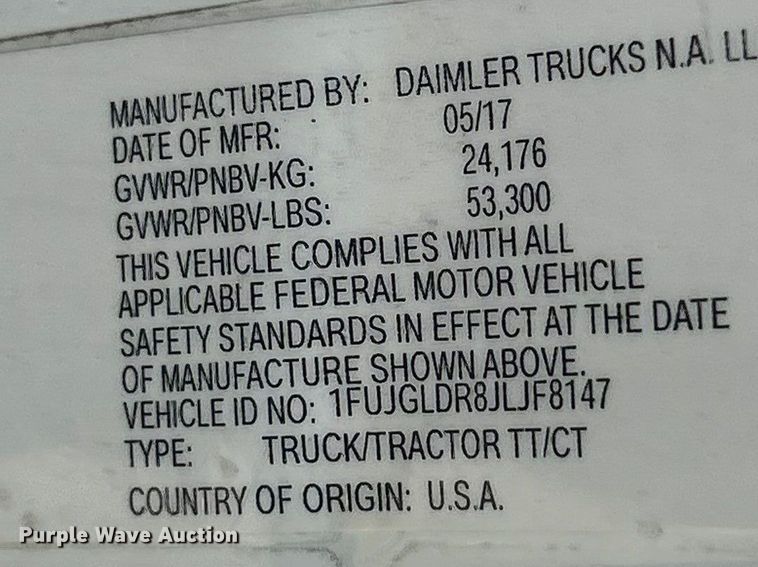 MANUFACTURED BY: DAIMLER TRUCKS N.A. LL
DATE OF MFR: 05/17
GVWR/PNBV-KG: 24,176
GVWR/PNBV-LBS: 53,300
THIS VEHICLE COMPLIES WITH ALL
APPLICABLE FEDERAL MOTOR VEHICLE
SAFETY STANDARDS IN EFFECT AT THE DATE
OF MANUFACTURE SHOWN ABOVE.
VEHICLE ID NO: 1FUJGLDR8JLJF8147
TYPE: TRUCK/TRACTOR TT/CT
COUNTRY OF ORIGIN: U.S.A.
Purple Wave Auction